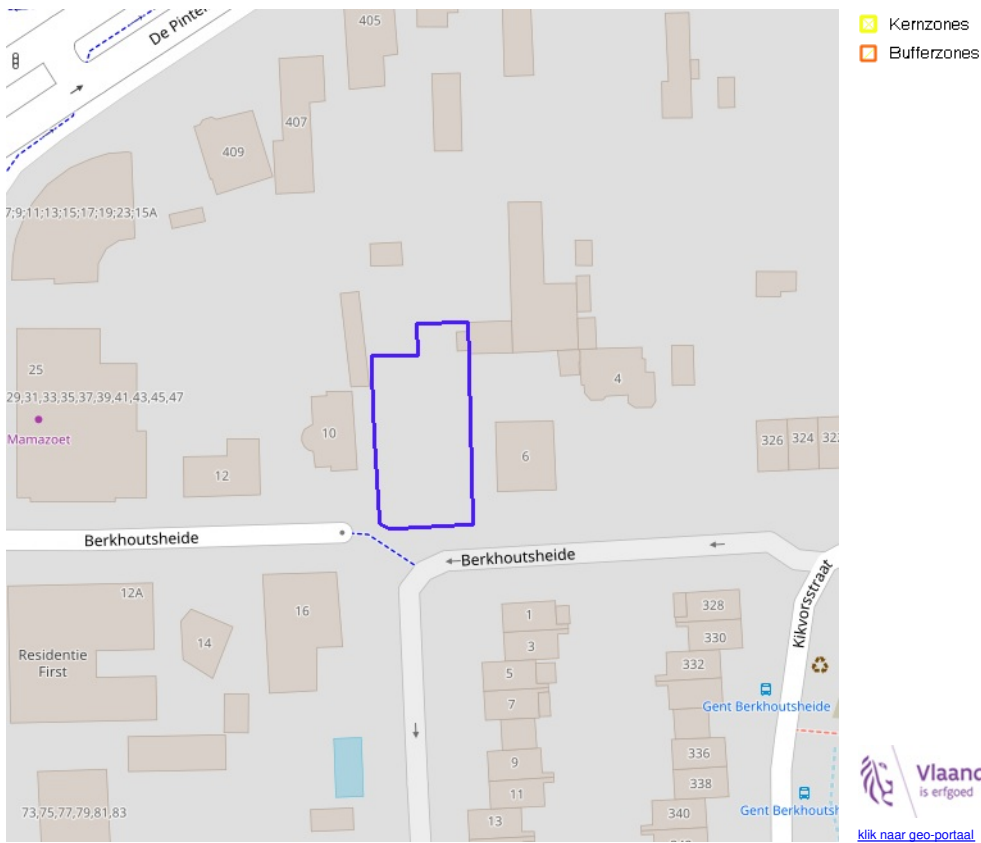 De Pinte
405
407
409
7;9;11;13;15;17;19;23;15A
25
29,31,33,35,37,39,41,43,45,47
Mamazoet
10
12
4
6
326
324
322
Berkhoutsheide
Berkhoutsheide
Kikvorsstraat
12A
16
14
Residentie
First
1
3
5
7
9
11
13
328
330
332
336
338
340
Gent Berkhoutsheide
Gent Berkhoutsh
73,75,77,79,81,83
Kernzones
Bufferzones
Vlaand
is erfgoed
klik naar geo-portaal